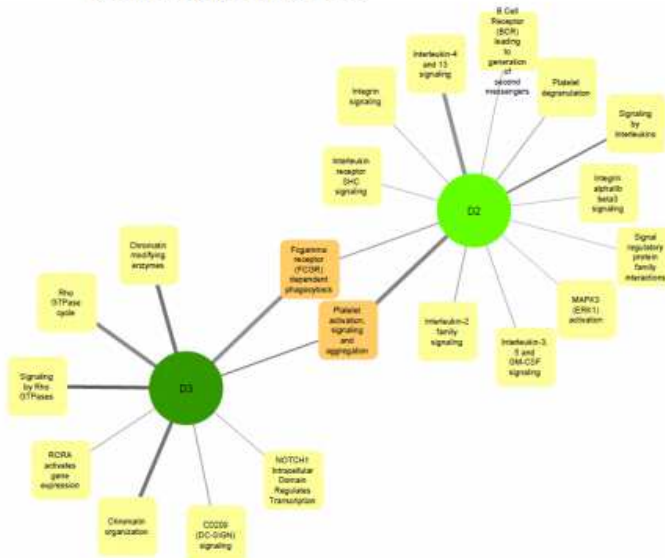 B Cell
Receptor
(BCR)
leading
to
generation
of
second
messengers
Interleukin-4
and 13
signaling
Platelet
degranulation
Integrin
signaling
Signaling
by
Interleukins
Interleukin
receptor
SHC
signaling
D2
Integrin
alphaIIb
beta3
signaling
Signal
regulatory
protein
family
interactions
Chromatin
modifying
enzymes
Fcgamma
receptor
(FCGR)
dependent
phagocytosis
Rho
GTPase
cycle
Platelet
activation,
signaling
and
aggregation
Interleukin-2
family
signaling
MAPK3
(ERK1)
activation
Interleukin-3,
5 and
GM-CSF
signaling
Signaling
by Rho
GTPases
D3
RORA
activates
gene
expression
NOTCH1
Intracellular
Domain
Regulates
Transcription
Chromatin
organization
CD209
(DC-SIGN)
signaling